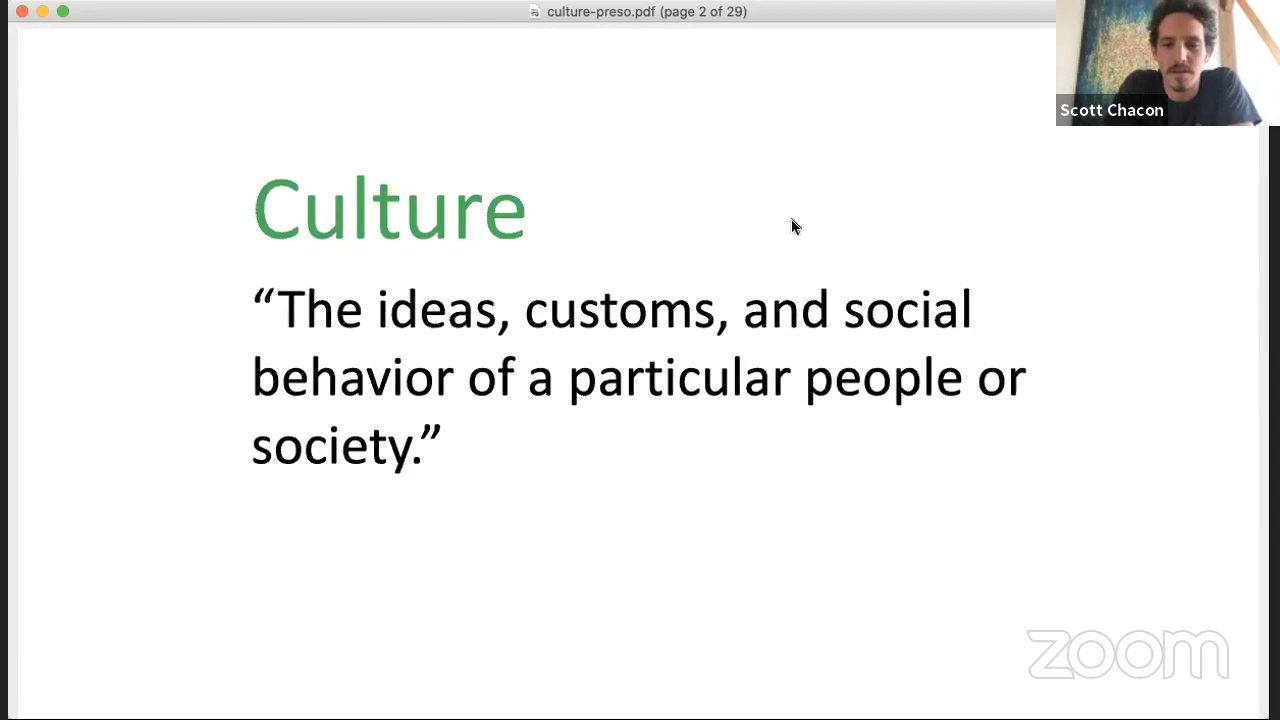 culture-preso.pdf (page 2 of 29)
Scott Chacon
Culture
“The ideas, customs, and social
behavior of a particular people or
society.”
zoom